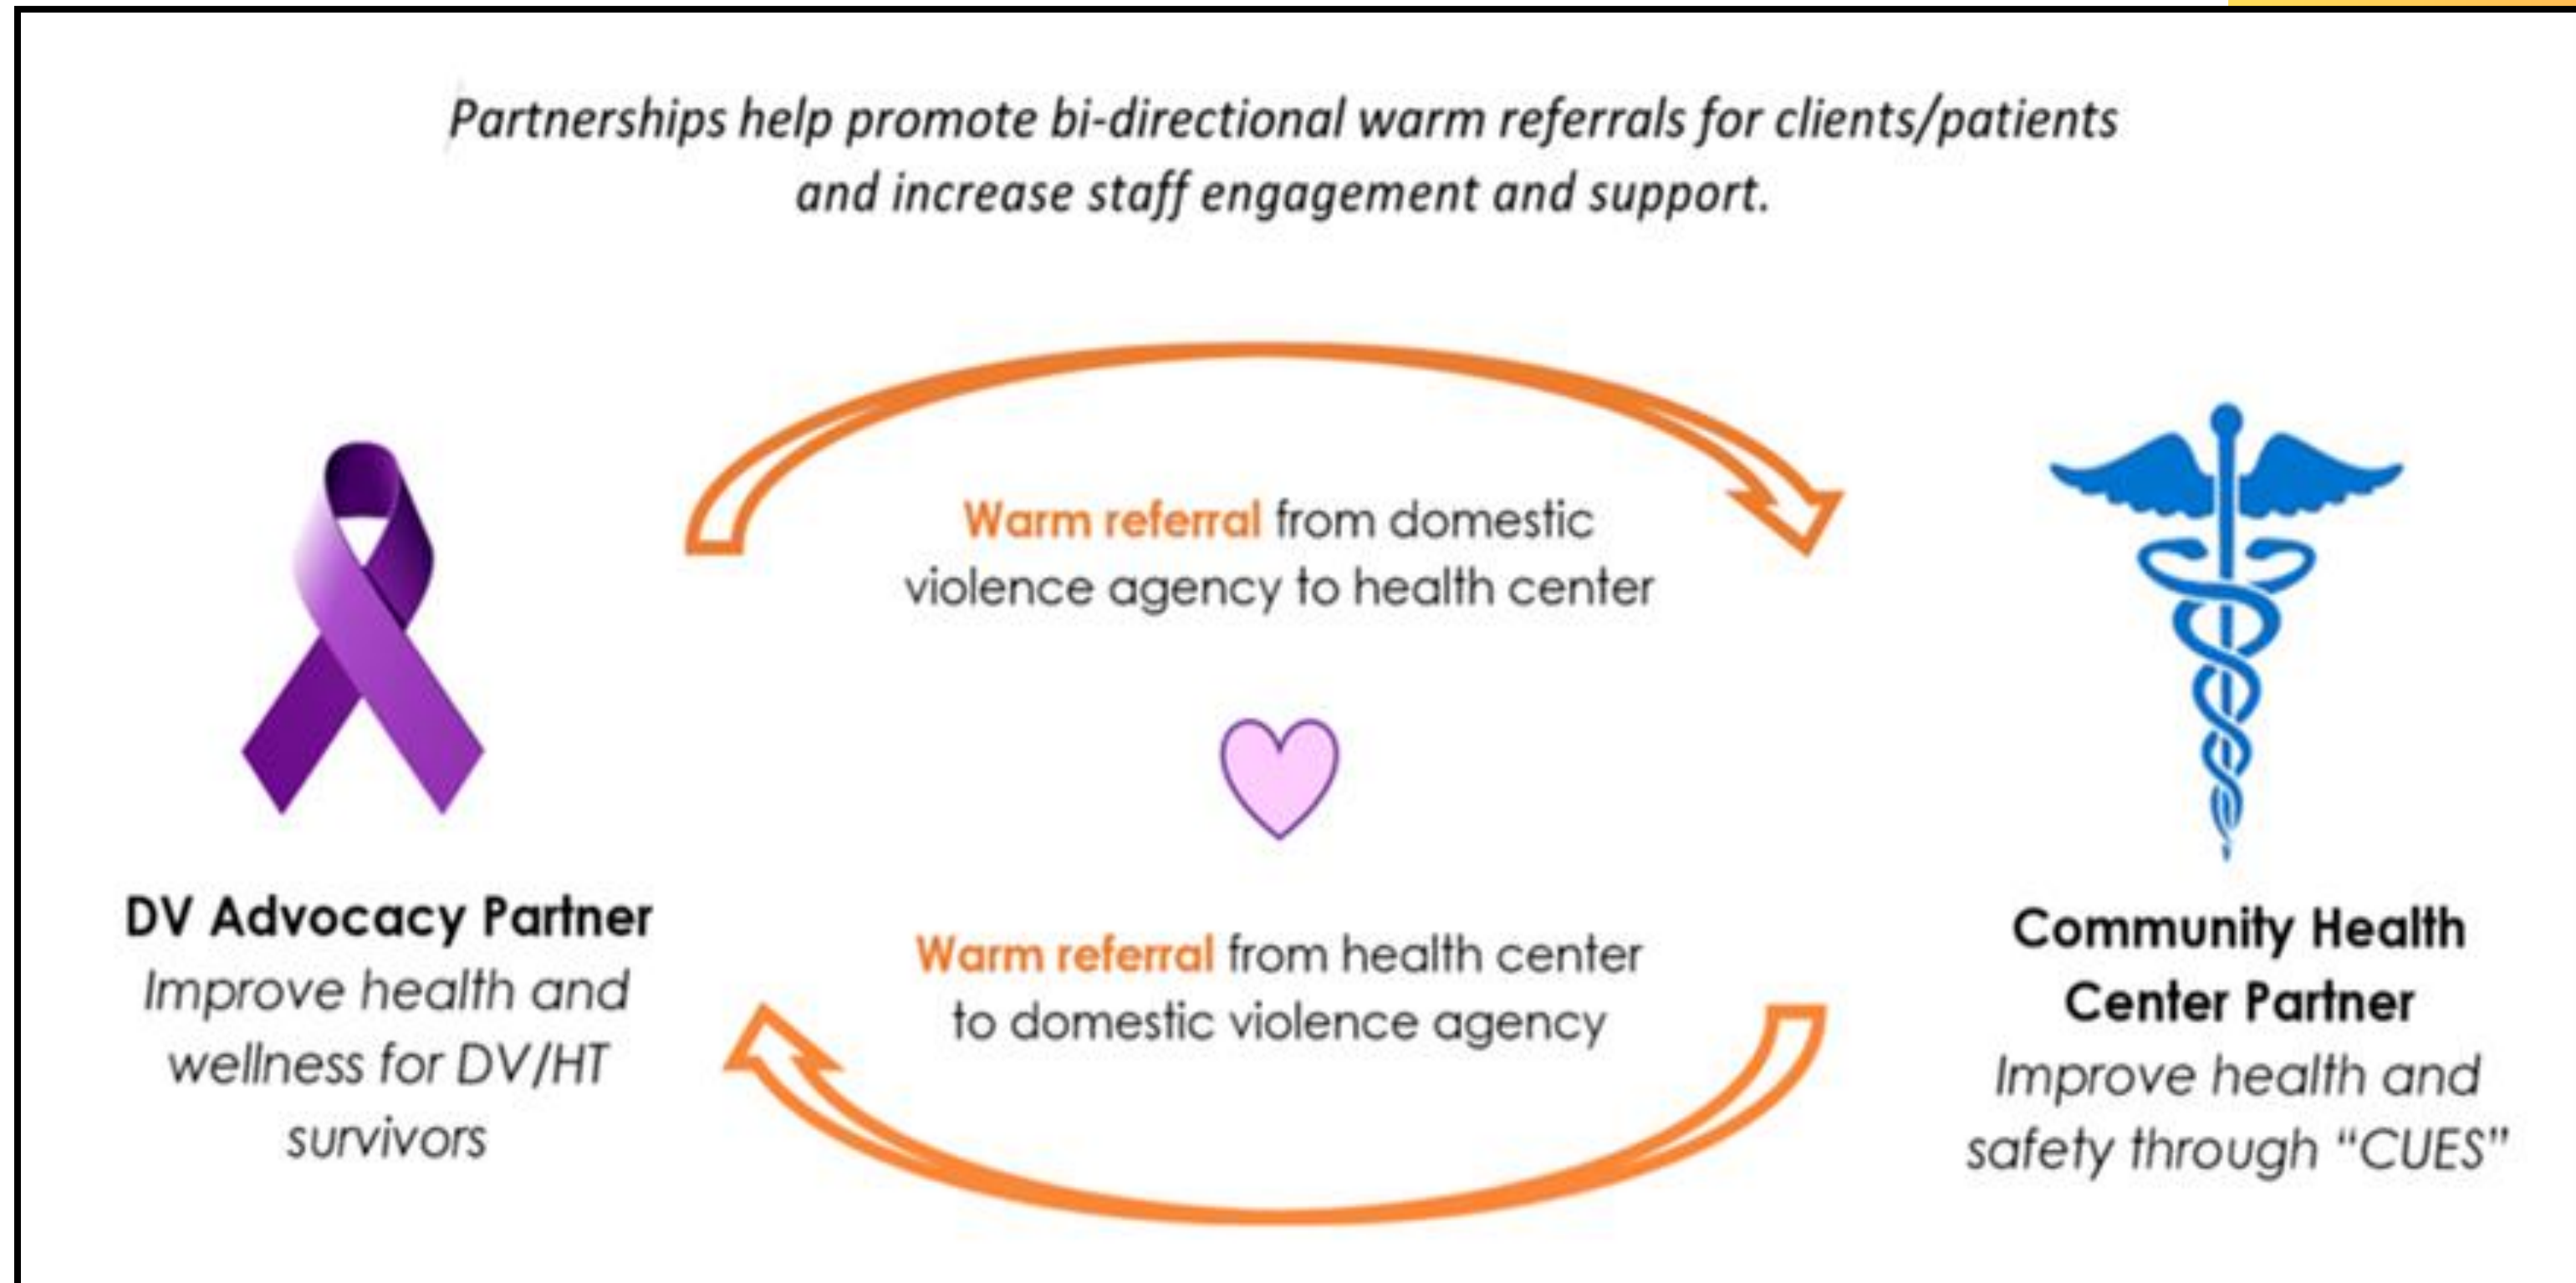 Partnerships help promote bi-directional warm referrals for clients/patients
and increase staff engagement and support.
Warm referral from domestic
violence agency to health center
DV Advocacy Partner
Improve health and
wellness for DV/HT
survivors
Warm referral from health center
to domestic violence agency
Community Health
Center Partner
Improve health and
safety through “CUES”